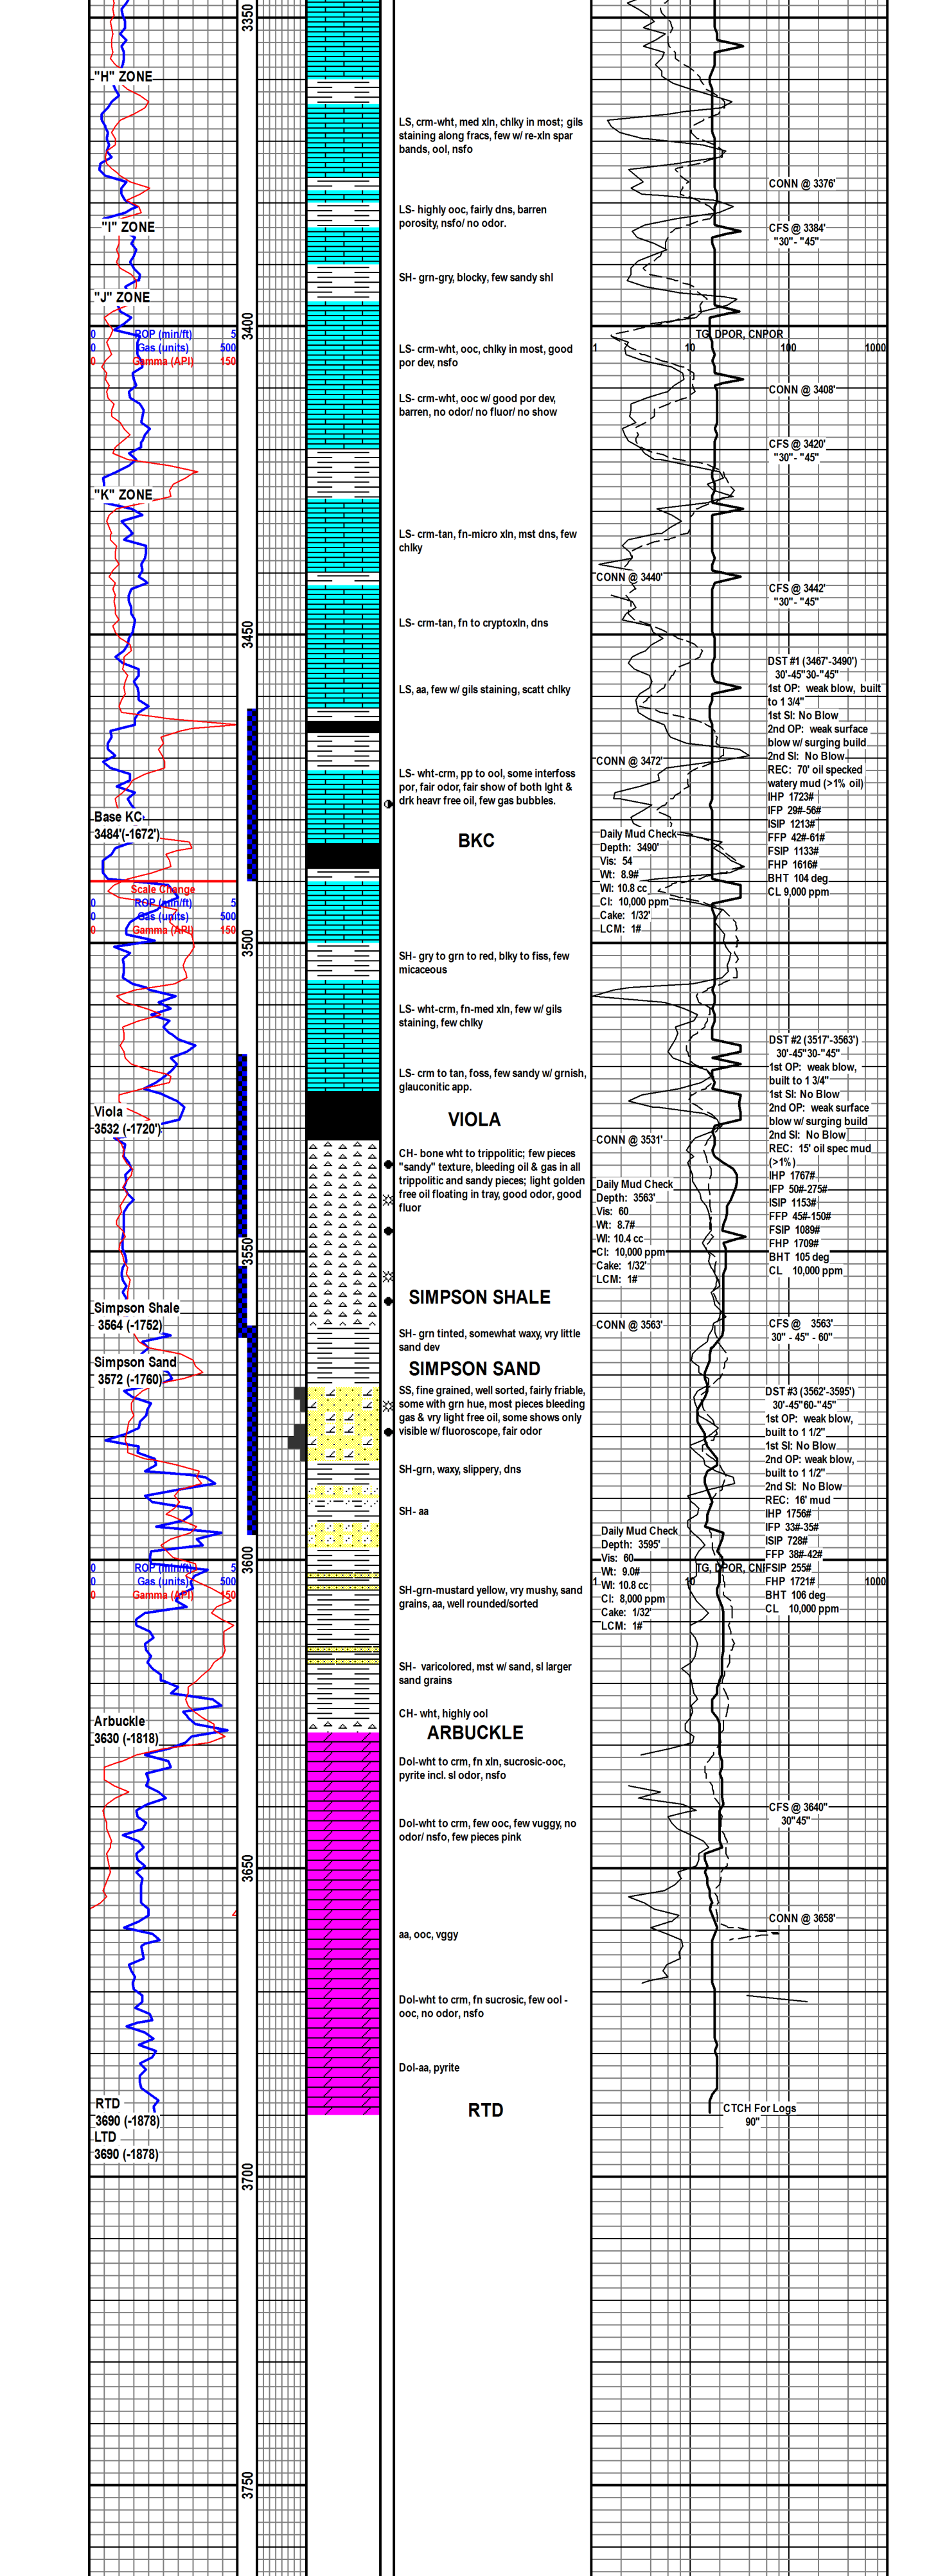 3350
"H" ZONE
LS, crm-wht, med xln, chlky in most; gils
staining along fracs, few w/ re-xln spar
bands, ool, nsfo
CONN @ 3376'
LS- highly ooc, fairly dns, barren
porosity, nsfo/ no odor.
"I" ZONE
CFS @ 3384'
"30"- "45"
SH- grn-gry, blocky, few sandy shl
"J" ZONE
3400
0 ROP (min/ft) 5
0 Gas (units) 500
0 Gamma (API) 150
TG, DPOR, CNPOR
1 10 100 1000
LS- crm-wht, ooc, chlky in most, good
por dev, nsfo
CONN @ 3408'
LS- crm-wht, ooc w/ good por dev,
barren, no odor/ no fluor/ no show
CFS @ 3420'
"30"- "45"
"K" ZONE
LS- crm-tan, fn-micro xln, mst dns, few
chlky
CONN @ 3440'
CFS @ 3442'
"30"- "45"
LS- crm-tan, fn to cryptoxln, dns
3450
DST #1 (3467'-3490')
30'-45"30-"45"
1st OP: weak blow, built
to 1 3/4"
1st SI: No Blow
2nd OP: weak surface
blow w/ surging build
2nd SI: No Blow
REC: 70' oil specked
watery mud (>1% oil)
IHP 1723#
IFP 29#-56#
ISIP 1213#
FFP 42#-61#
FSIP 1133#
FHP 1616#
BHT 104 deg
CL 9,000 ppm
LS, aa, few w/ gils staining, scatt chlky
CONN @ 3472'
LS- wht-crm, pp to ool, some interfoss
por, fair odor, fair show of both lght &
drk heavr free oil, few gas bubbles.
Base KC
3484'(-1672')
BKC
Daily Mud Check
Depth: 3490'
Vis: 54
Wt: 8.9#
Wl: 10.8 cc
Cl: 10,000 ppm
Cake: 1/32'
LCM: 1#
Scale Change
0 ROP (min/ft) 5
0 Gas (units) 500
0 Gamma (API) 150
3500
SH- gry to grn to red, blky to fiss, few
micaceous
LS- wht-crm, fn-med xln, few w/ gils
staining, few chlky
DST #2 (3517'-3563')
30'-45"30-"45"
1st OP: weak blow,
built to 1 3/4"
1st SI: No Blow
2nd OP: weak surface
blow w/ surging build
2nd SI: No Blow
REC: 15' oil spec mud
(>1%)
IHP 1767#
IFP 50#-275#
ISIP 1153#
FFP 45#-150#
FSIP 1089#
FHP 1709#
BHT 105 deg
CL 10,000 ppm
LS- crm to tan, foss, few sandy w/ grnish,
glauconitic app.
Viola
3532 (-1720')
VIOLA
CONN @ 3531'
CH- bone wht to trippolitic; few pieces
"sandy" texture, bleeding oil & gas in all
trippolitic and sandy pieces; light golden
free oil floating in tray, good odor, good
fluor
Daily Mud Check
Depth: 3563'
Vis: 60
Wt: 8.7#
Wl: 10.4 cc
Cl: 10,000 ppm
Cake: 1/32'
LCM: 1#
3550
SIMPSON SHALE
Simpson Shale
3564 (-1752)
CONN @ 3563'
CFS @ 3563'
30" - 45" - 60"
SH- grn tinted, somewhat waxy, vry little
sand dev
Simpson Sand
3572 (-1760)
SIMPSON SAND
SS, fine grained, well sorted, fairly friable,
some with grn hue, most pieces bleeding
gas & vry light free oil, some shows only
visible w/ fluoroscope, fair odor
DST #3 (3562'-3595')
30'-45"60-"45"
1st OP: weak blow,
built to 1 1/2"
1st SI: No Blow
2nd OP: weak blow,
built to 1 1/2"
2nd SI: No Blow
REC: 16' mud
IHP 1756#
IFP 33#-35#
ISIP 728#
FFP 38#-42#
FSIP 255#
FHP 1721#
BHT 106 deg
CL 10,000 ppm
SH-grn, waxy, slippery, dns
SH- aa
Daily Mud Check
Depth: 3595'
Vis: 60
Wt: 9.0#
Wl: 10.8 cc
Cl: 8,000 ppm
Cake: 1/32'
LCM: 1#
3600
0 ROP (min/ft) 5
0 Gas (units) 500
0 Gamma (API) 150
TG, DPOR,
1 10 1000
SH-grn-mustard yellow, vry mushy, sand
grains, aa, well rounded/sorted
SH- varicolored, mst w/ sand, sl larger
sand grains
CH- wht, highly ool
Arbuckle
3630 (-1818)
ARBUCKLE
Dol-wht to crm, fn xln, sucrosic-ooc,
pyrite incl. sl odor, nsfo
CFS @ 3640"
30"45"
Dol-wht to crm, few ooc, few vuggy, no
odor/ nsfo, few pieces pink
3650
CONN @ 3658'
aa, ooc, vggy
Dol-wht to crm, fn sucrosic, few ool -
ooc, no odor, nsfo
Dol-aa, pyrite
RTD
3690 (-1878)
LTD
3690 (-1878)
RTD
CTCH For Logs
90"
3700
3750